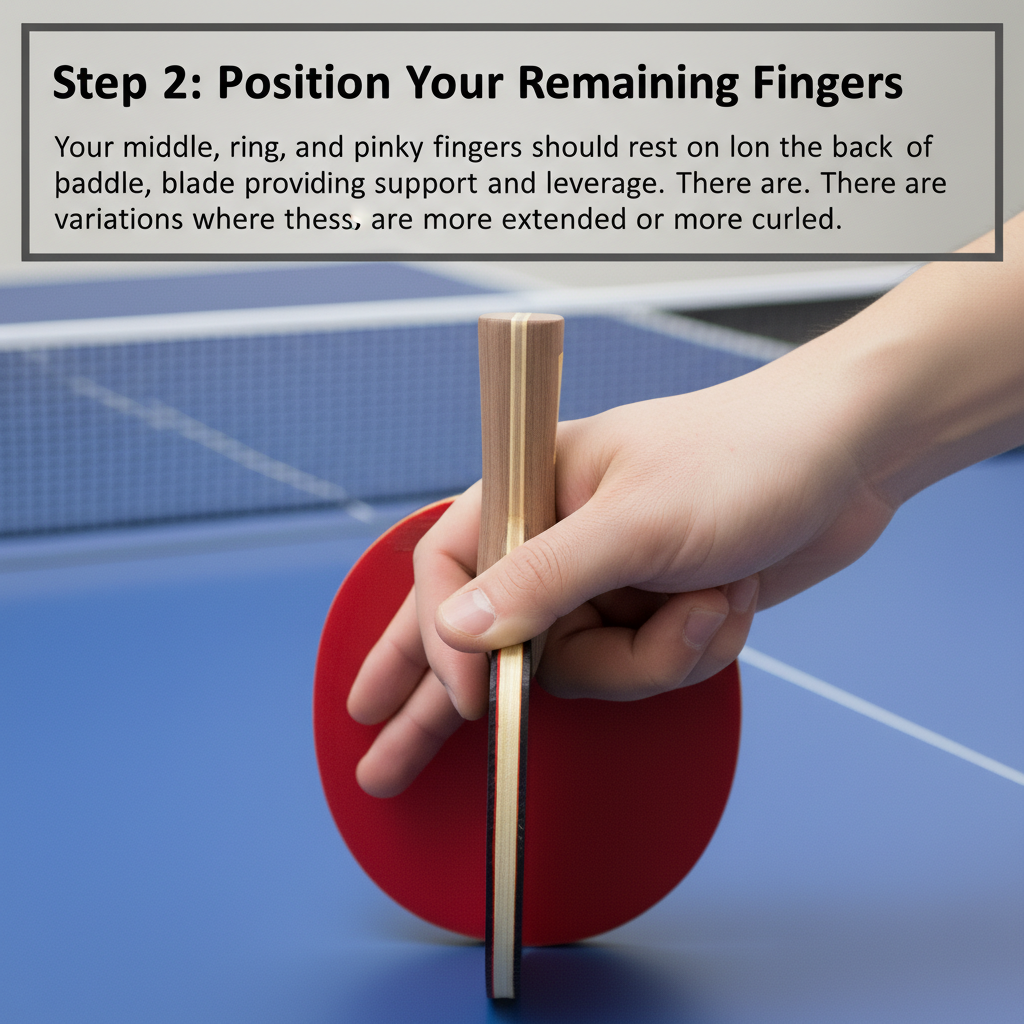 Step 2: Position Your Remaining Fingers
Your middle, ring, and pinky fingers should rest on lon the back of
paddle, blade providing support and leverage. There are. There are
variations where thess, are more extended or more curled.